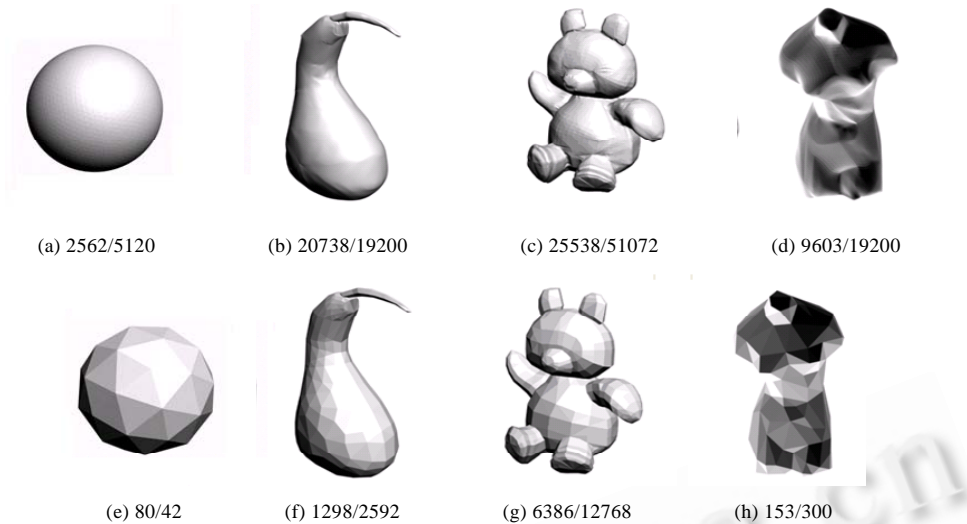 (a) 2562/5120
(b) 20738/19200
(c) 25538/51072
(d) 9603/19200
(e) 80/42
(f) 1298/2592
(g) 6386/12768
(h) 153/300